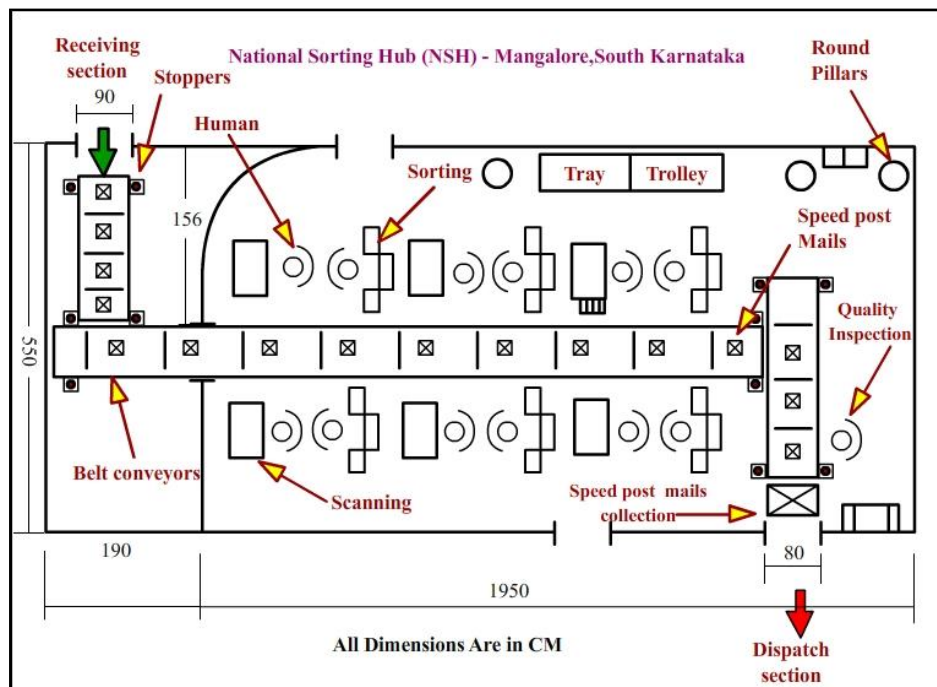 National Sorting Hub (NSH) - Mangalore,South Karnataka
Receiving
section
90
Stoppers
Human
Sorting
Round
Pillars
Tray
Trolley
156
Speed post
Mails
Quality
Inspection
550
Belt conveyors
Scanning
Speed post mails
collection
190
80
1950
All Dimensions Are in CM
Dispatch
section